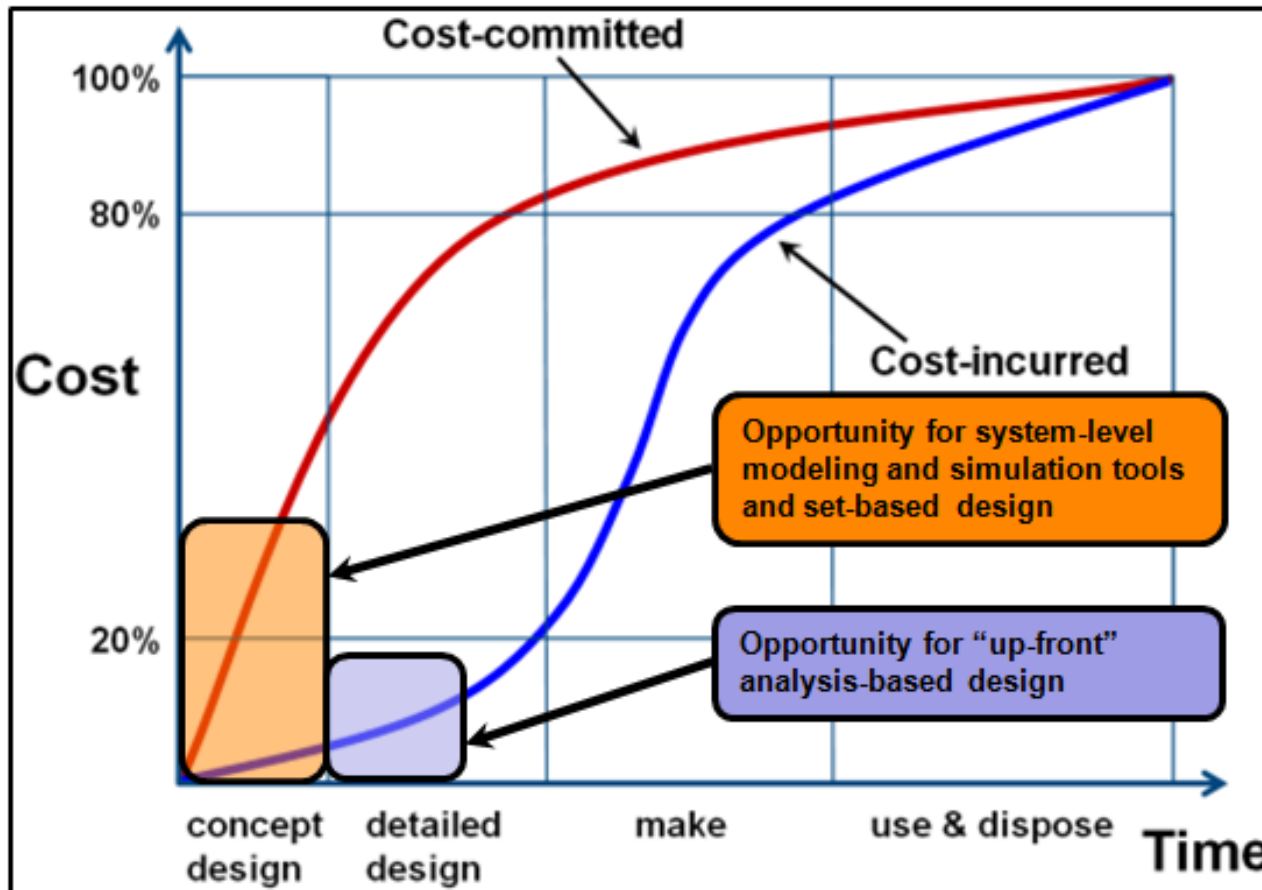 Cost-committed
100%
80%
Cost
Cost-incurred
Opportunity for system-level
modeling and simulation tools
and set-based design
20%
Opportunity for “up-front”
analysis-based design
concept
design
detailed
design
make
use & dispose
Time